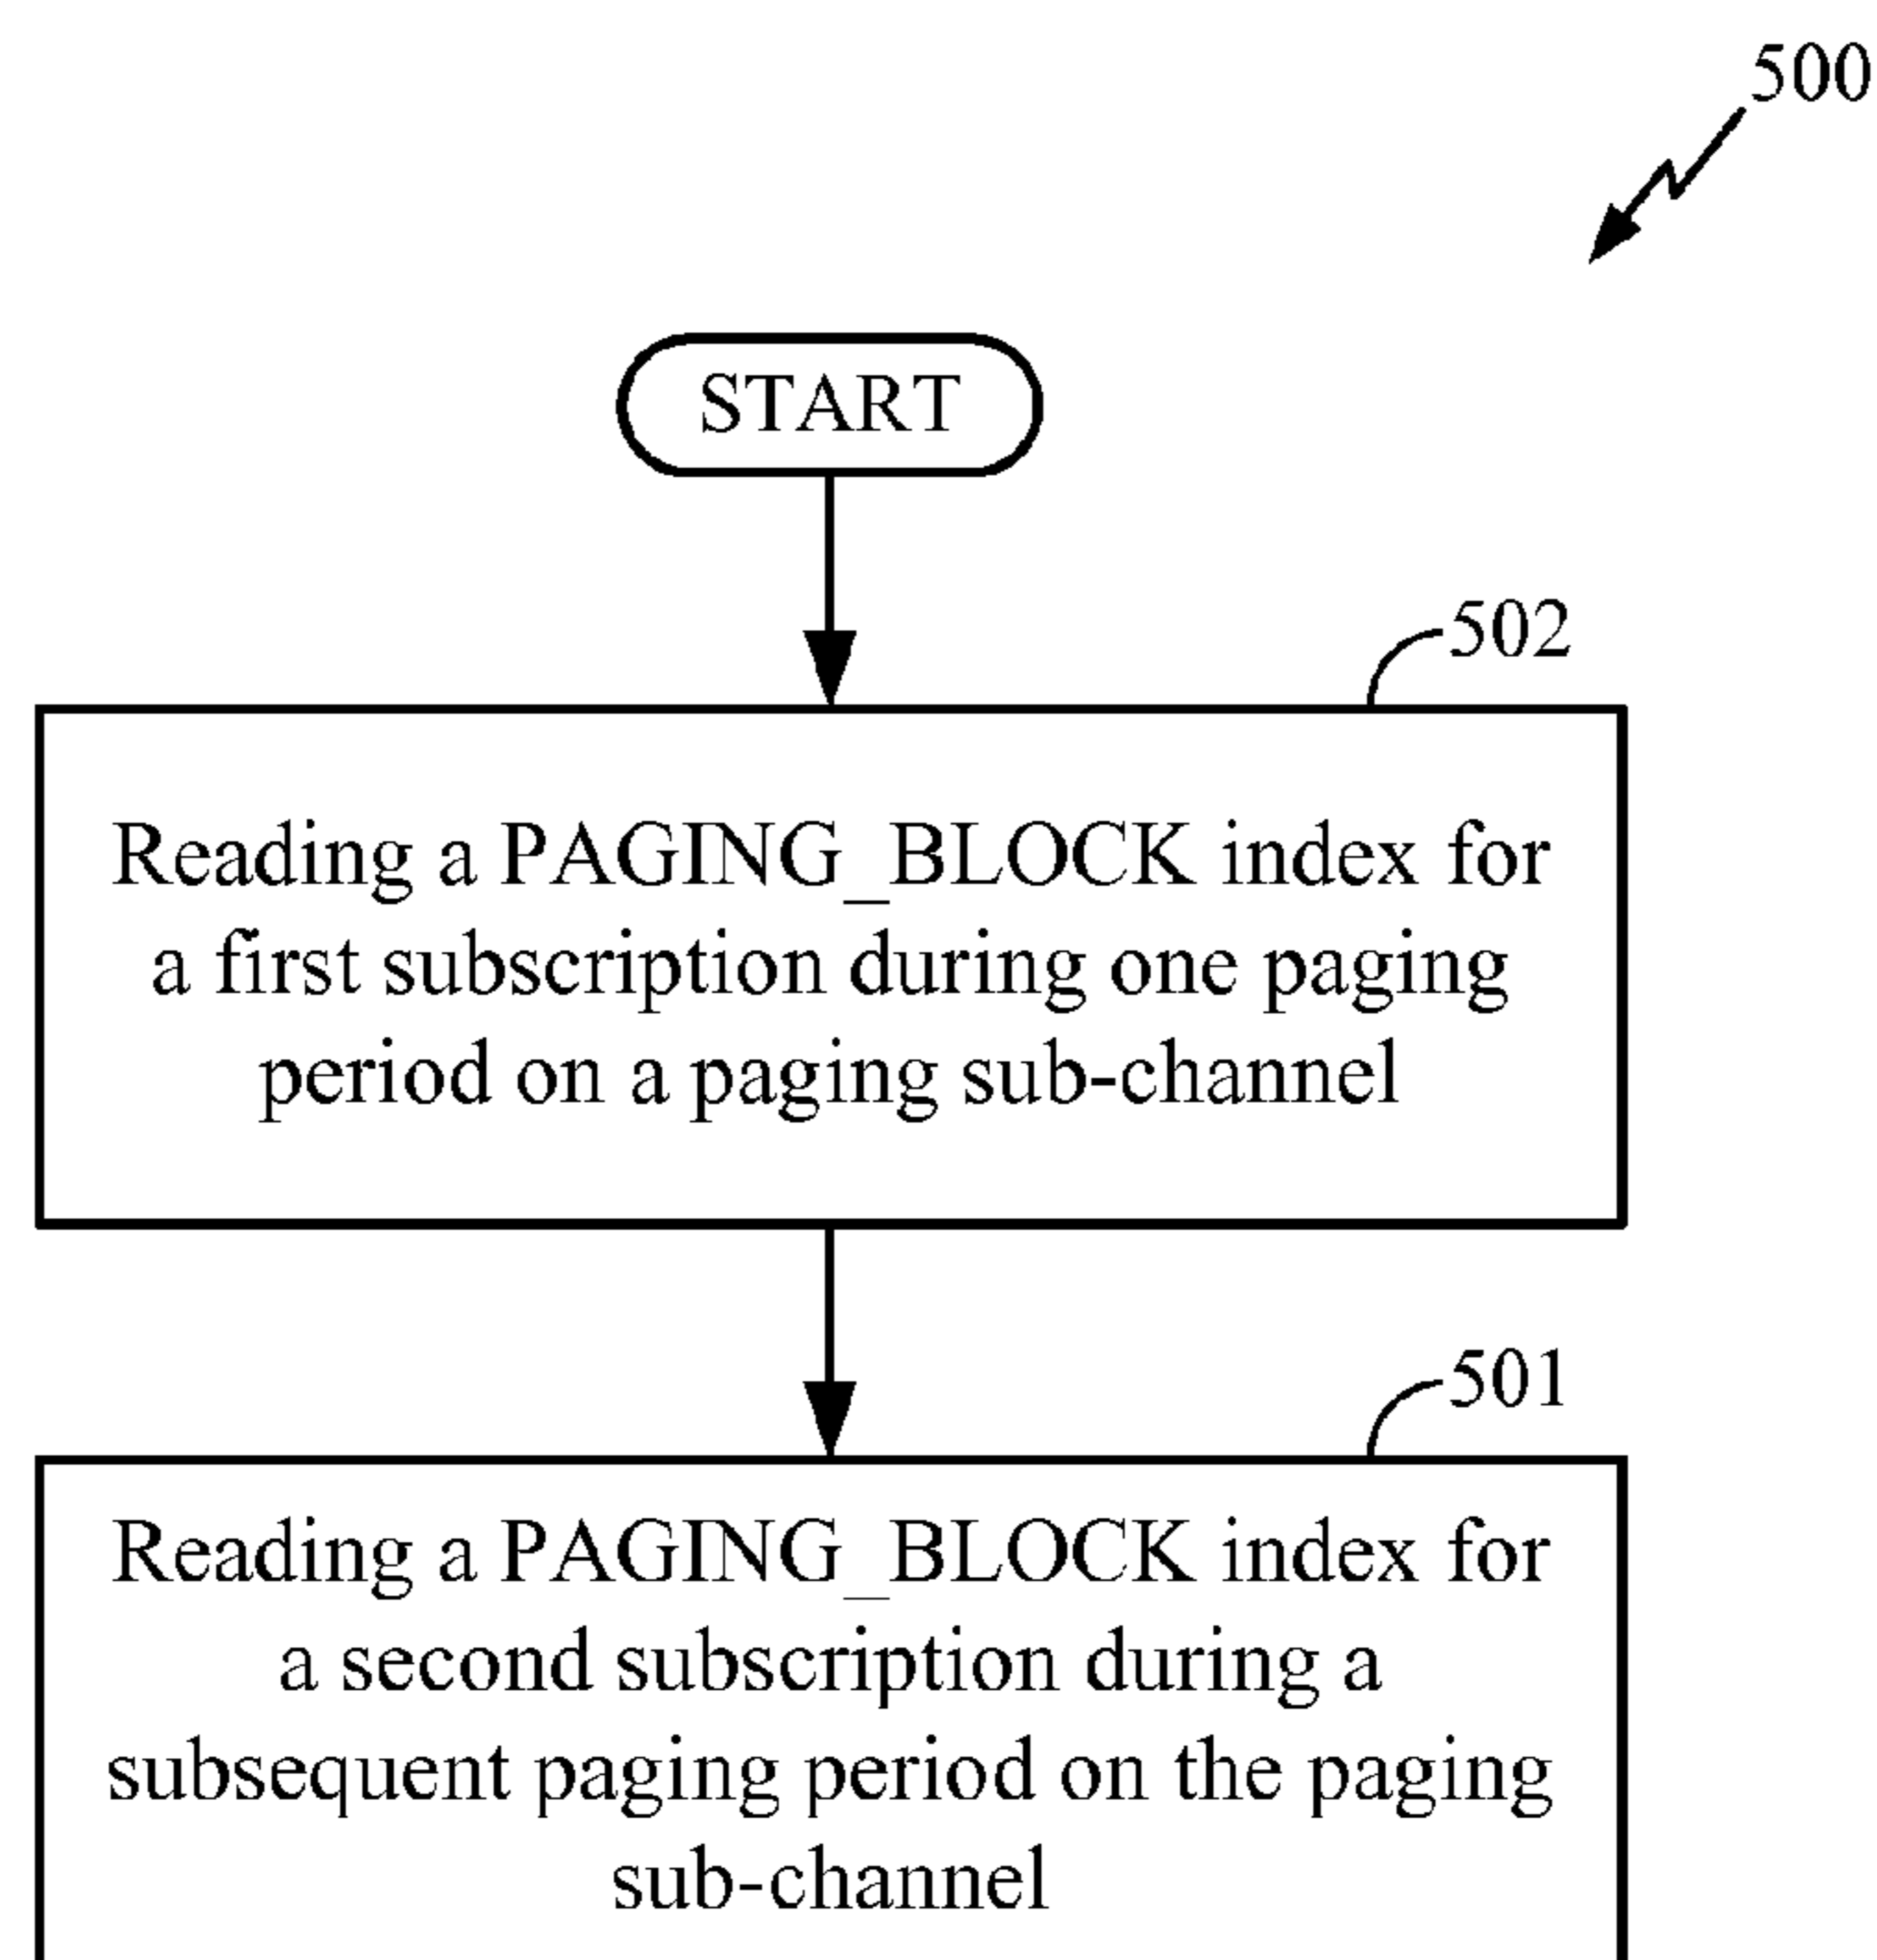 500
START
502
Reading a PAGING_BLOCK index for
a first subscription during one paging
period on a paging sub-channel
501
Reading a PAGING_BLOCK index for
a second subscription during a
subsequent paging period on the paging
sub-channel